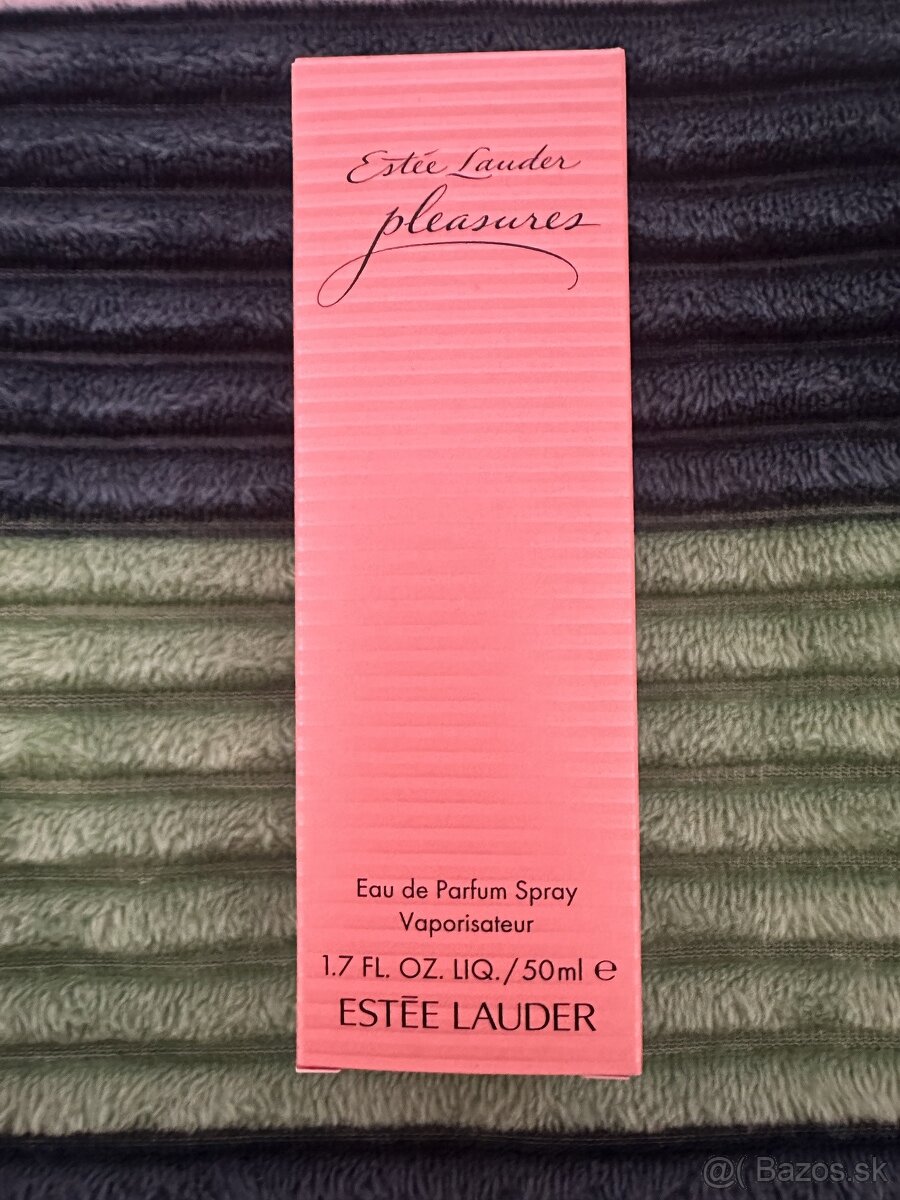 Estée Lauder
pleasures
Eau de Parfum Spray
Vaporisateur
1.7 FL. OZ. LIQ./50ml ℮
ESTĒE LAUDER
@( Bazos.sk